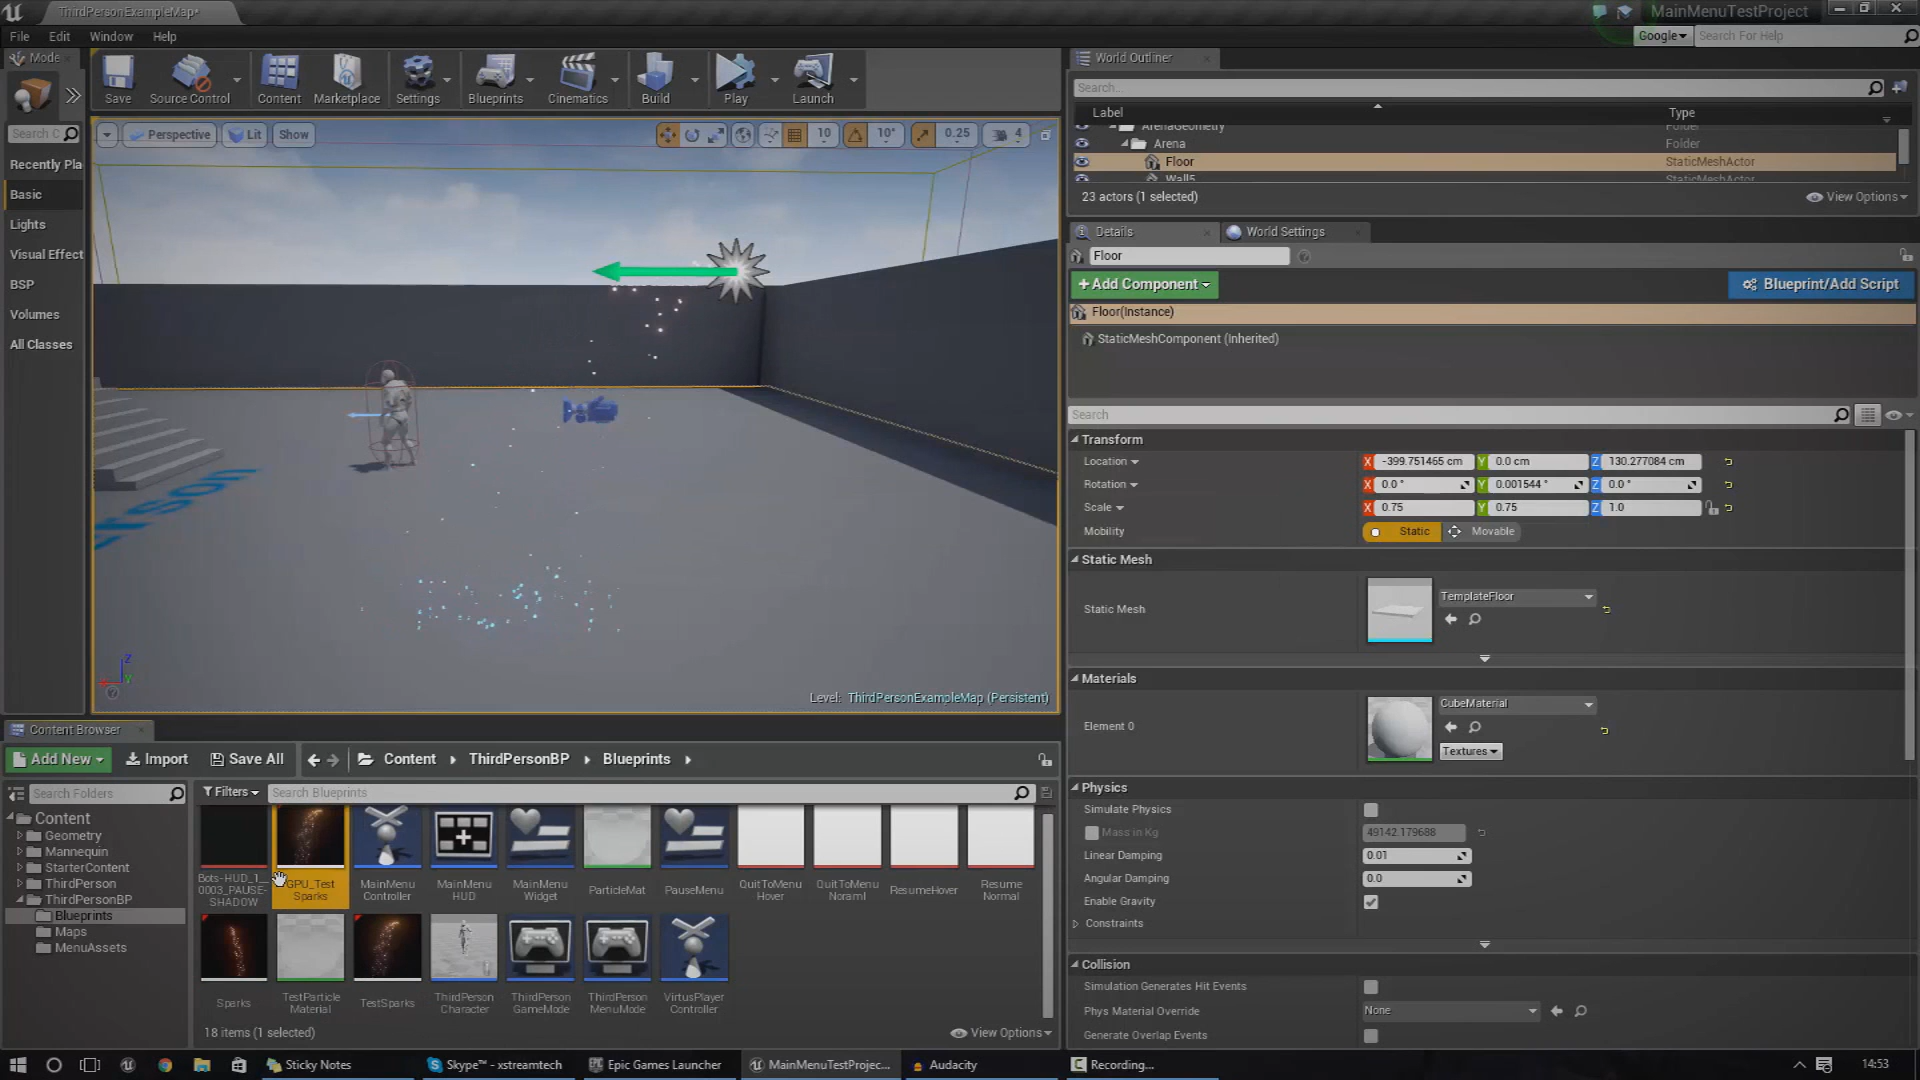 ThirdPersonExampleMap*
MainMenuTestProject
File Edit Window Help
Google Search For Help
Mode
Save Source Control Content Marketplace Settings Blueprints Cinematics Build Play Launch
World Outliner
Search...
Label Type
ArenaGeometry Folder
Arena Folder
Floor StaticMeshActor
Wall5 StaticMeshActor
23 actors (1 selected) View Options
Search C
Recently Pla
Basic
Lights
Visual Effect
BSP
Volumes
All Classes
Perspective Lit Show 10 10° 0.25 4
Level: ThirdPersonExampleMap (Persistent)
Details World Settings
Floor
+ Add Component Blueprint/Add Script
Floor(Instance)
StaticMeshComponent (Inherited)
Search
Transform
Location X -399.751465 cm Y 0.0 cm Z 130.277084 cm
Rotation X 0.0 ° Y 0.001544 ° Z 0.0 °
Scale X 0.75 Y 0.75 Z 1.0
Mobility Static Movable
Static Mesh
Static Mesh TemplateFloor
Materials
Element 0 CubeMaterial
Textures
Physics
Simulate Physics
Mass in Kg 49142.179688
Linear Damping 0.01
Angular Damping 0.0
Enable Gravity
Constraints
Collision
Simulation Generates Hit Events
Phys Material Override None
Generate Overlap Events
Content Browser
Add New Import Save All Content ThirdPersonBP Blueprints
Search Folders
Filters Search Blueprints
Content
Geometry
Mannequin
StarterContent
ThirdPerson
ThirdPersonBP
Blueprints
Maps
MenuAssets
Bots-HUD_1__
0003_PAUSE-
SHADOW
GPU_Test
Sparks
MainMenu
Controller
MainMenu
HUD
MainMenu
Widget
ParticleMat
PauseMenu
QuitToMenu
Hover
QuitToMenu
Noraml
ResumeHover
Resume
Normal
Sparks
TestParticle
Material
TestSparks
ThirdPerson
Character
ThirdPerson
GameMode
ThirdPerson
MenuMode
VirtusPlayer
Controller
18 items (1 selected) View Options
Sticky Notes Skype™ - xstreamtech Epic Games Launcher MainMenuTestProjec... Audacity Recording... 14:53